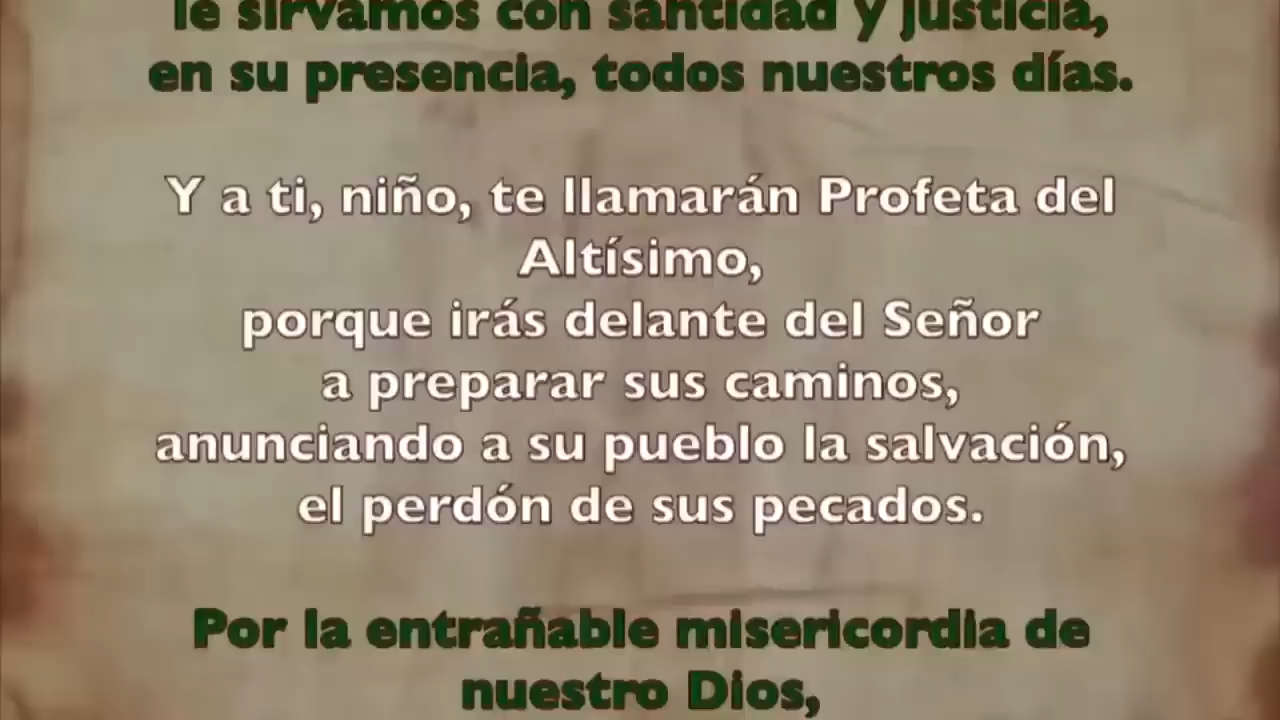 le sirvamos con santidad y justicia,
en su presencia, todos nuestros días.
Y a ti, niño, te llamarán Profeta del
Altísimo,
porque irás delante del Señor
a preparar sus caminos,
anunciando a su pueblo la salvación,
el perdón de sus pecados.
Por la entrañable misericordia de
nuestro Dios,